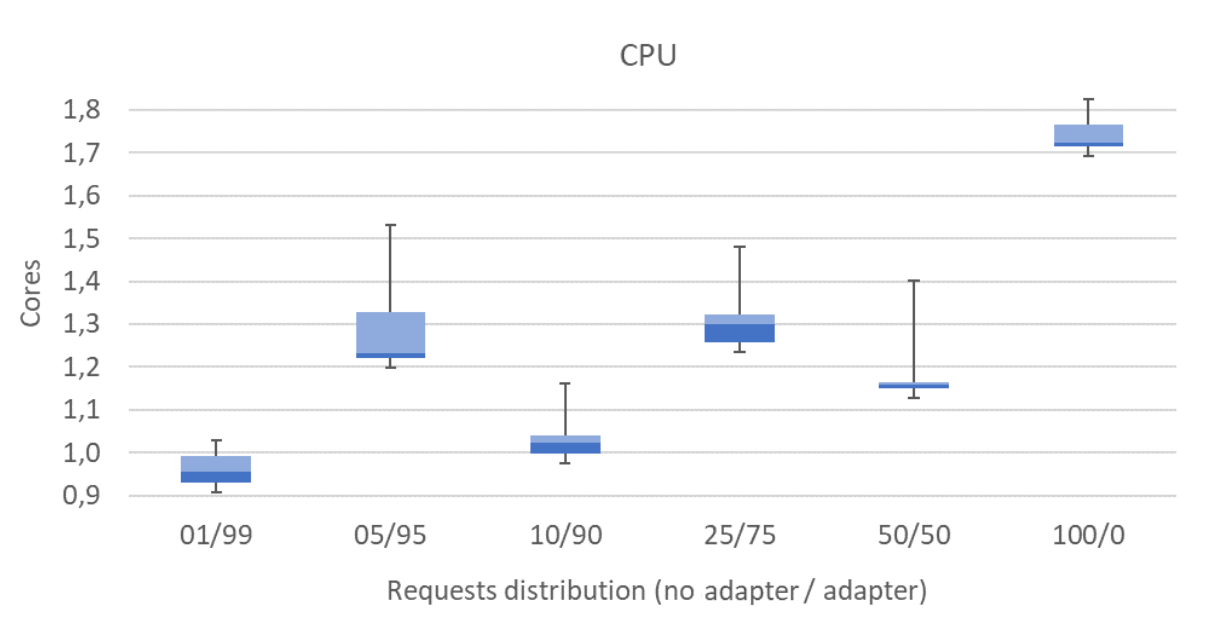 CPU
Cores
1,8
1,7
1,6
1,5
1,4
1,3
1,2
1,1
1,0
0,9
01/99 05/95 10/90 25/75 50/50 100/0
Requests distribution (no adapter / adapter)